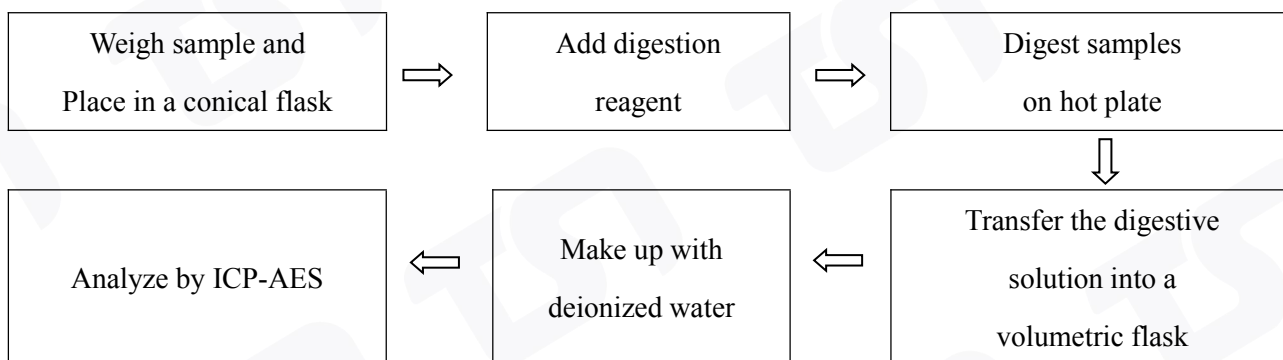 Weigh sample and
Place in a conical flask
Add digestion
reagent
Digest samples
on hot plate
Transfer the digestive
solution into a
volumetric flask
Make up with
deionized water
Analyze by ICP-AES